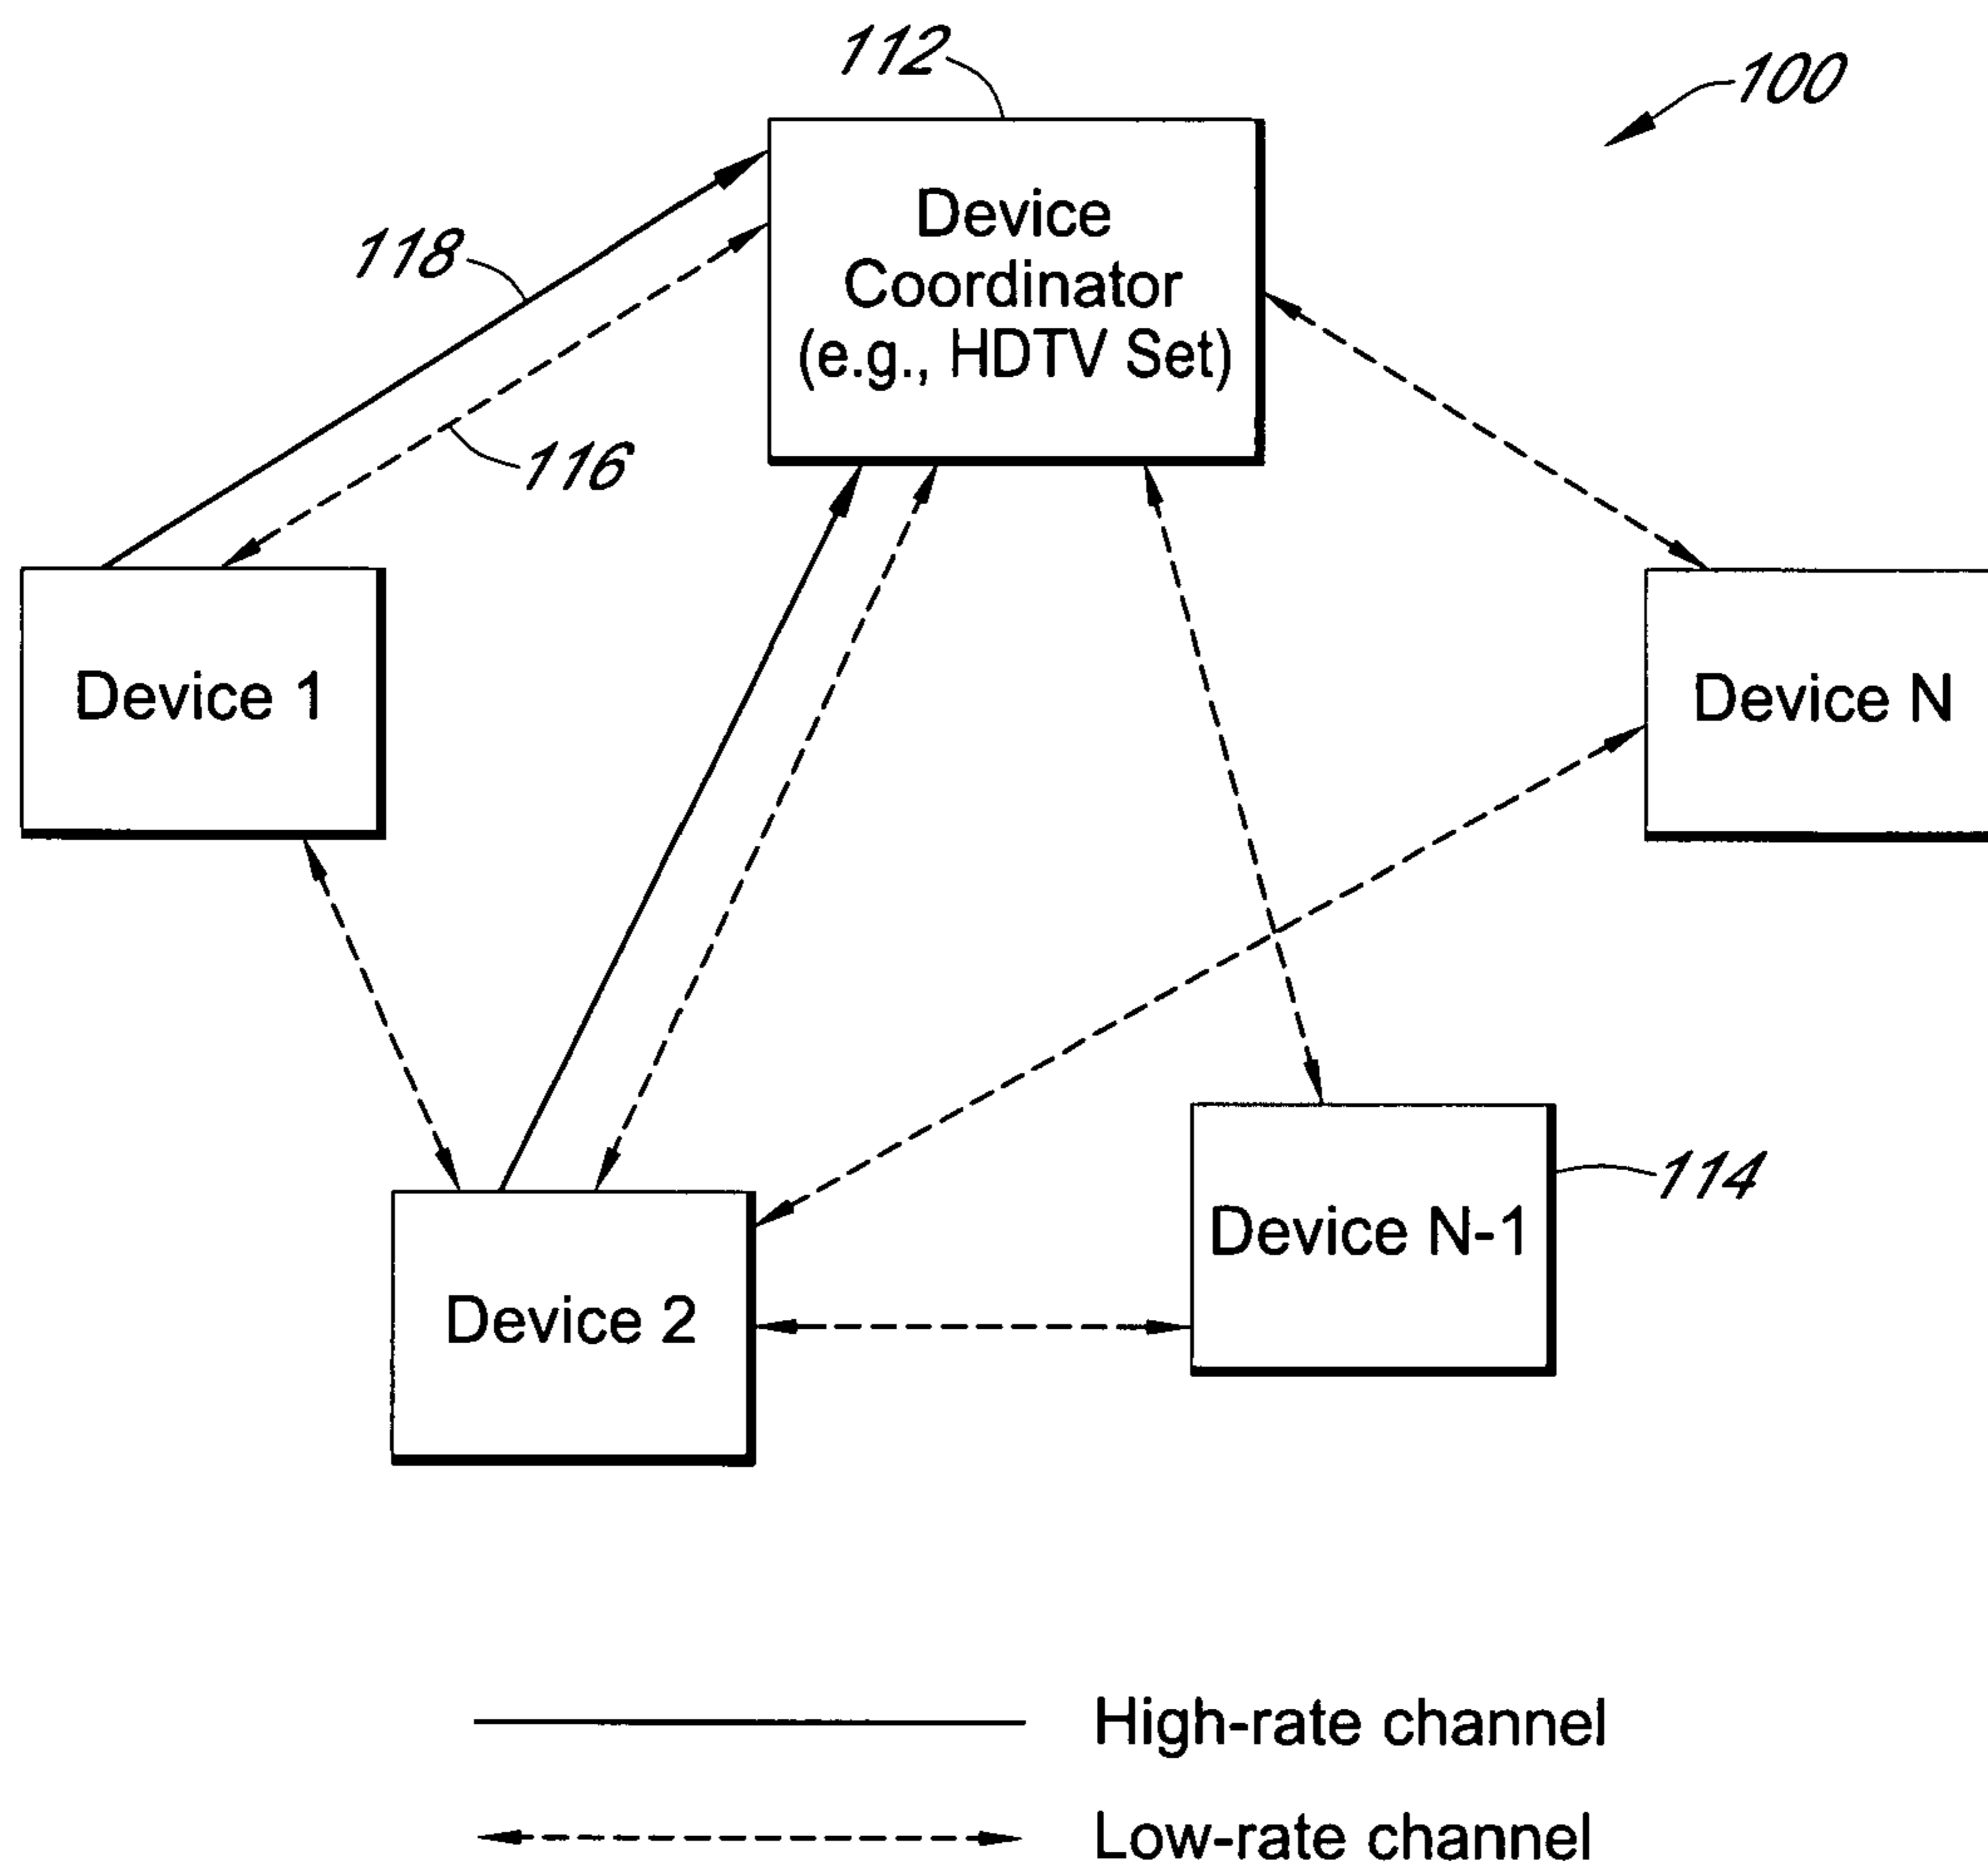 112
100
Device
Coordinator
(e.g., HDTV Set)
118
116
Device 1
Device N
114
Device N-1
Device 2
High-rate channel
Low-rate channel